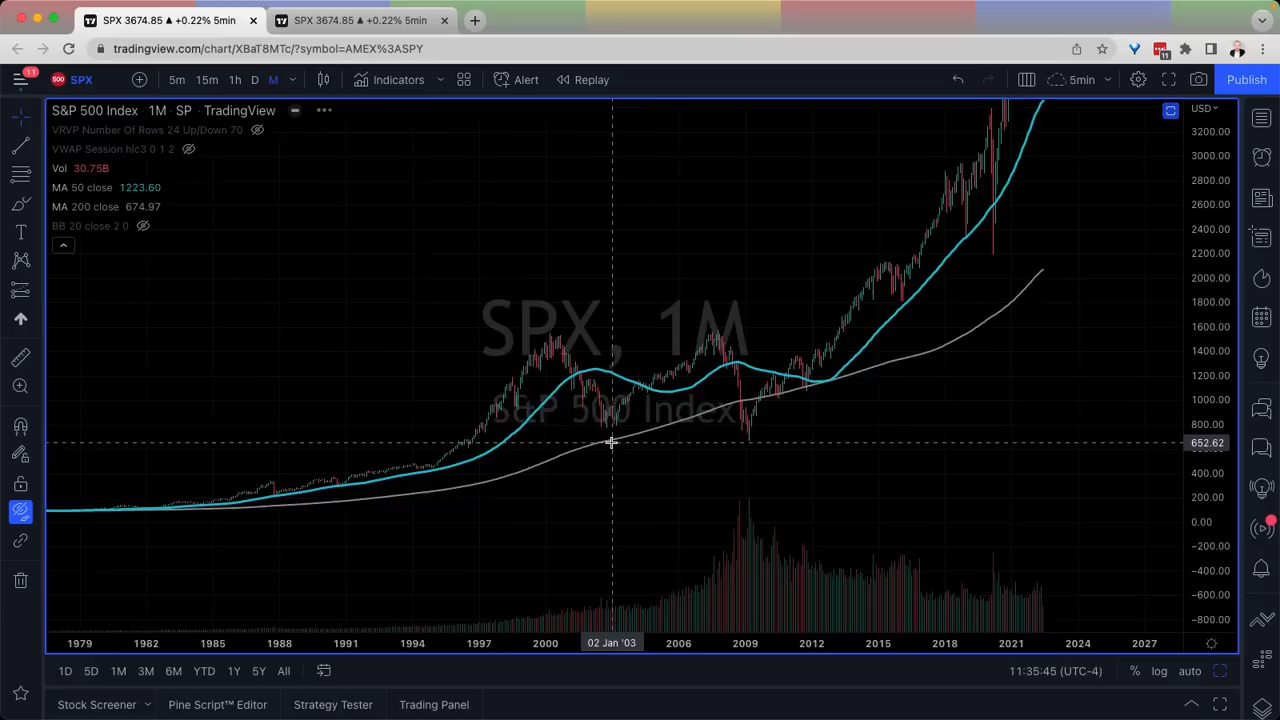 SPX 3674.85 ▲ +0.22% 5min
SPX 3674.85 ▲ +0.22% 5min
tradingview.com/chart/XBaT8MTc/?symbol=AMEX%3ASPY
11
11
500 SPX 5m 15m 1h D M Indicators Alert Replay 5min Publish
S&P 500 Index · 1M · SP · TradingView
USD
VRVP Number Of Rows 24 Up/Down 70
VWAP Session hlc3 0 1 2
Vol 30.75B
MA 50 close 1223.60
MA 200 close 674.97
BB 20 close 2 0
SPX, 1M
S&P 500 Index
3200.00
3000.00
2800.00
2600.00
2400.00
2200.00
2000.00
1800.00
1600.00
1400.00
1200.00
1000.00
800.00
652.62
400.00
200.00
0.00
−200.00
−400.00
−600.00
−800.00
1979 1982 1985 1988 1991 1994 1997 2000 02 Jan '03 2006 2009 2012 2015 2018 2021 2024 2027
1D 5D 1M 3M 6M YTD 1Y 5Y All 11:35:45 (UTC-4) % log auto
Stock Screener Pine Script™ Editor Strategy Tester Trading Panel